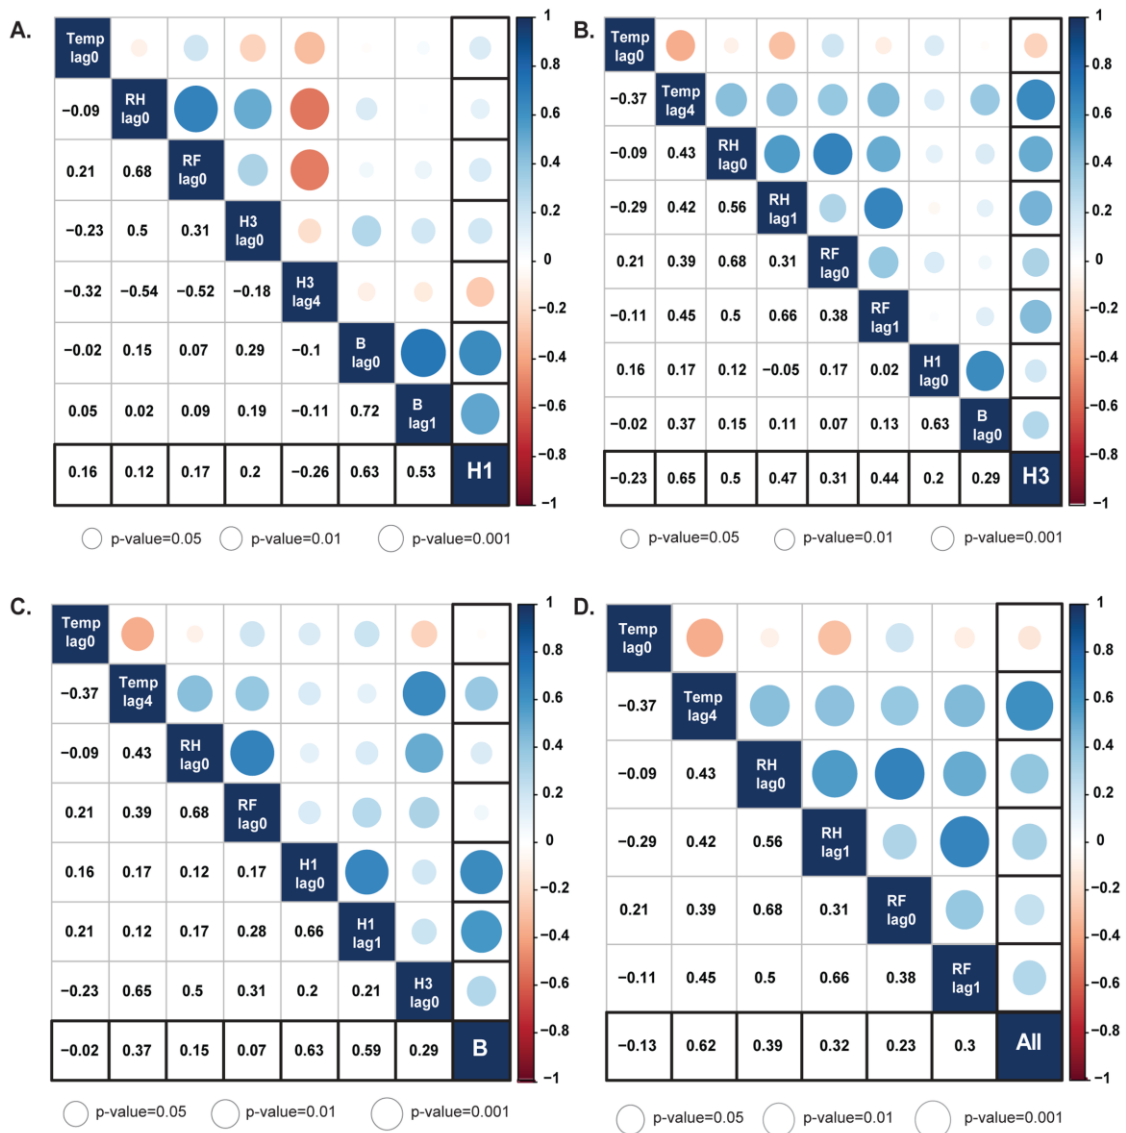 A.
Temp
lag0
−0.09
RH
lag0
0.21
0.68
RF
lag0
−0.23
0.5
0.31
H3
lag0
−0.32
−0.54
−0.52
−0.18
H3
lag4
−0.02
0.15
0.07
0.29
−0.1
B
lag0
0.05
0.02
0.09
0.19
−0.11
0.72
B
lag1
0.16
0.12
0.17
0.2
−0.26
0.63
0.53
H1
1
0.8
0.6
0.4
0.2
0
−0.2
−0.4
−0.6
−0.8
−1
p-value=0.05
p-value=0.01
p-value=0.001
B.
Temp
lag0
−0.37
Temp
lag4
−0.09
0.43
RH
lag0
−0.29
0.42
0.56
RH
lag1
0.21
0.39
0.68
0.31
RF
lag0
−0.11
0.45
0.5
0.66
0.38
RF
lag1
0.16
0.17
0.12
−0.05
0.17
0.02
H1
lag0
−0.02
0.37
0.15
0.11
0.07
0.13
0.63
B
lag0
−0.23
0.65
0.5
0.47
0.31
0.44
0.2
0.29
H3
1
0.8
0.6
0.4
0.2
0
−0.2
−0.4
−0.6
−0.8
−1
p-value=0.05
p-value=0.01
p-value=0.001
C.
Temp
lag0
−0.37
Temp
lag4
−0.09
0.43
RH
lag0
0.21
0.39
0.68
RF
lag0
0.16
0.17
0.12
0.17
H1
lag0
0.21
0.12
0.17
0.28
0.66
H1
lag1
−0.23
0.65
0.5
0.31
0.2
0.21
H3
lag0
−0.02
0.37
0.15
0.07
0.63
0.59
0.29
B
1
0.8
0.6
0.4
0.2
0
−0.2
−0.4
−0.6
−0.8
−1
p-value=0.05
p-value=0.01
p-value=0.001
D.
Temp
lag0
−0.37
Temp
lag4
−0.09
0.43
RH
lag0
−0.29
0.42
0.56
RH
lag1
0.21
0.39
0.68
0.31
RF
lag0
−0.11
0.45
0.5
0.66
0.38
RF
lag1
−0.13
0.62
0.39
0.32
0.23
0.3
All
1
0.8
0.6
0.4
0.2
0
−0.2
−0.4
−0.6
−0.8
−1
p-value=0.05
p-value=0.01
p-value=0.001